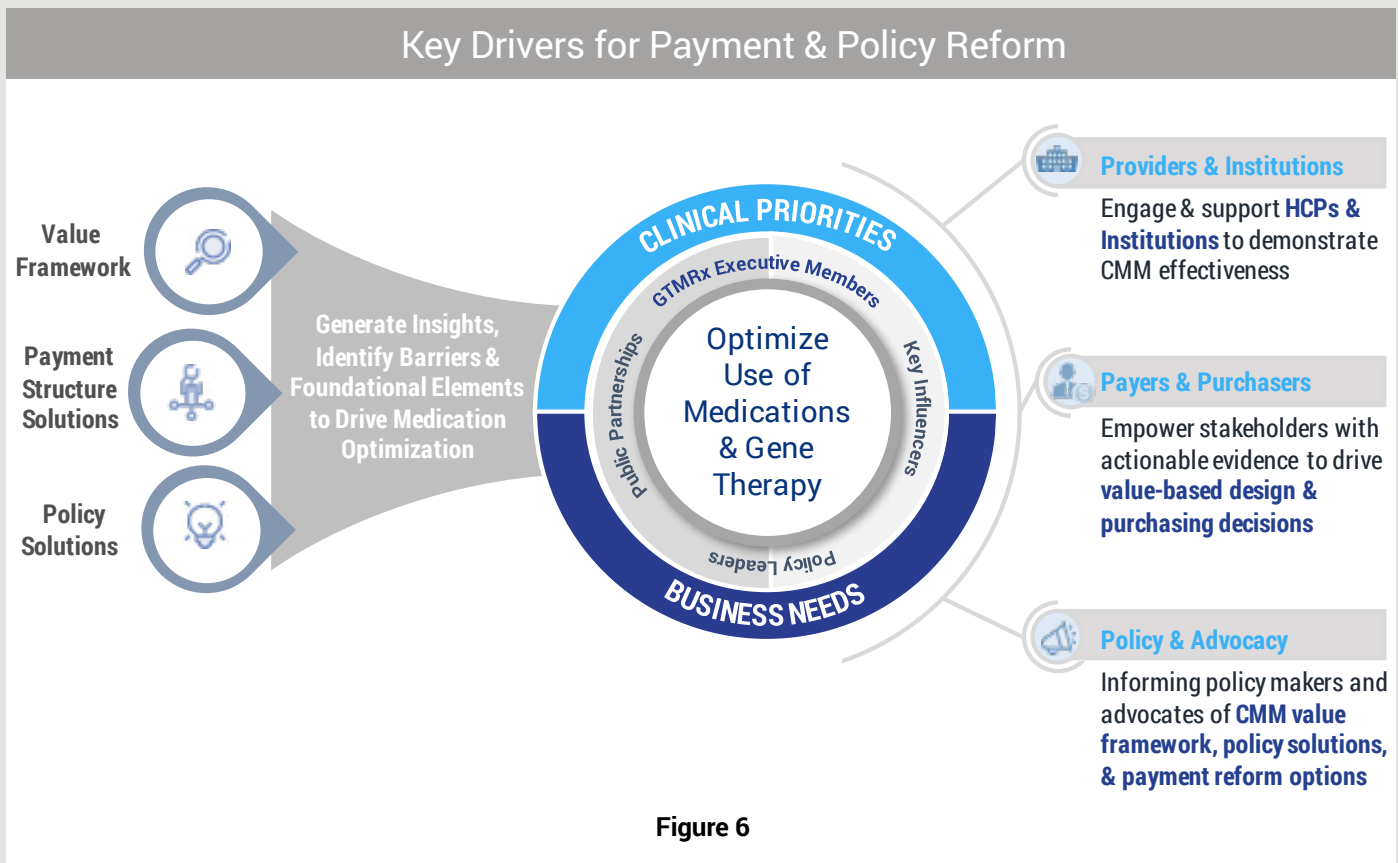 Key Drivers for Payment & Policy Reform
Value
Framework
Payment
Structure
Solutions
Policy
Solutions
Generate Insights,
Identify Barriers &
Foundational Elements
to Drive Medication
Optimization
CLINICAL PRIORITIES
GTMRx Executive Members
Public Partnerships
Key Influencers
Optimize
Use of
Medications
& Gene
Therapy
Policy Leaders
BUSINESS NEEDS
Providers & Institutions
Engage & support HCPs &
Institutions to demonstrate
CMM effectiveness
Payers & Purchasers
Empower stakeholders with
actionable evidence to drive
value-based design &
purchasing decisions
Policy & Advocacy
Informing policy makers and
advocates of CMM value
framework, policy solutions,
& payment reform options
Figure 6